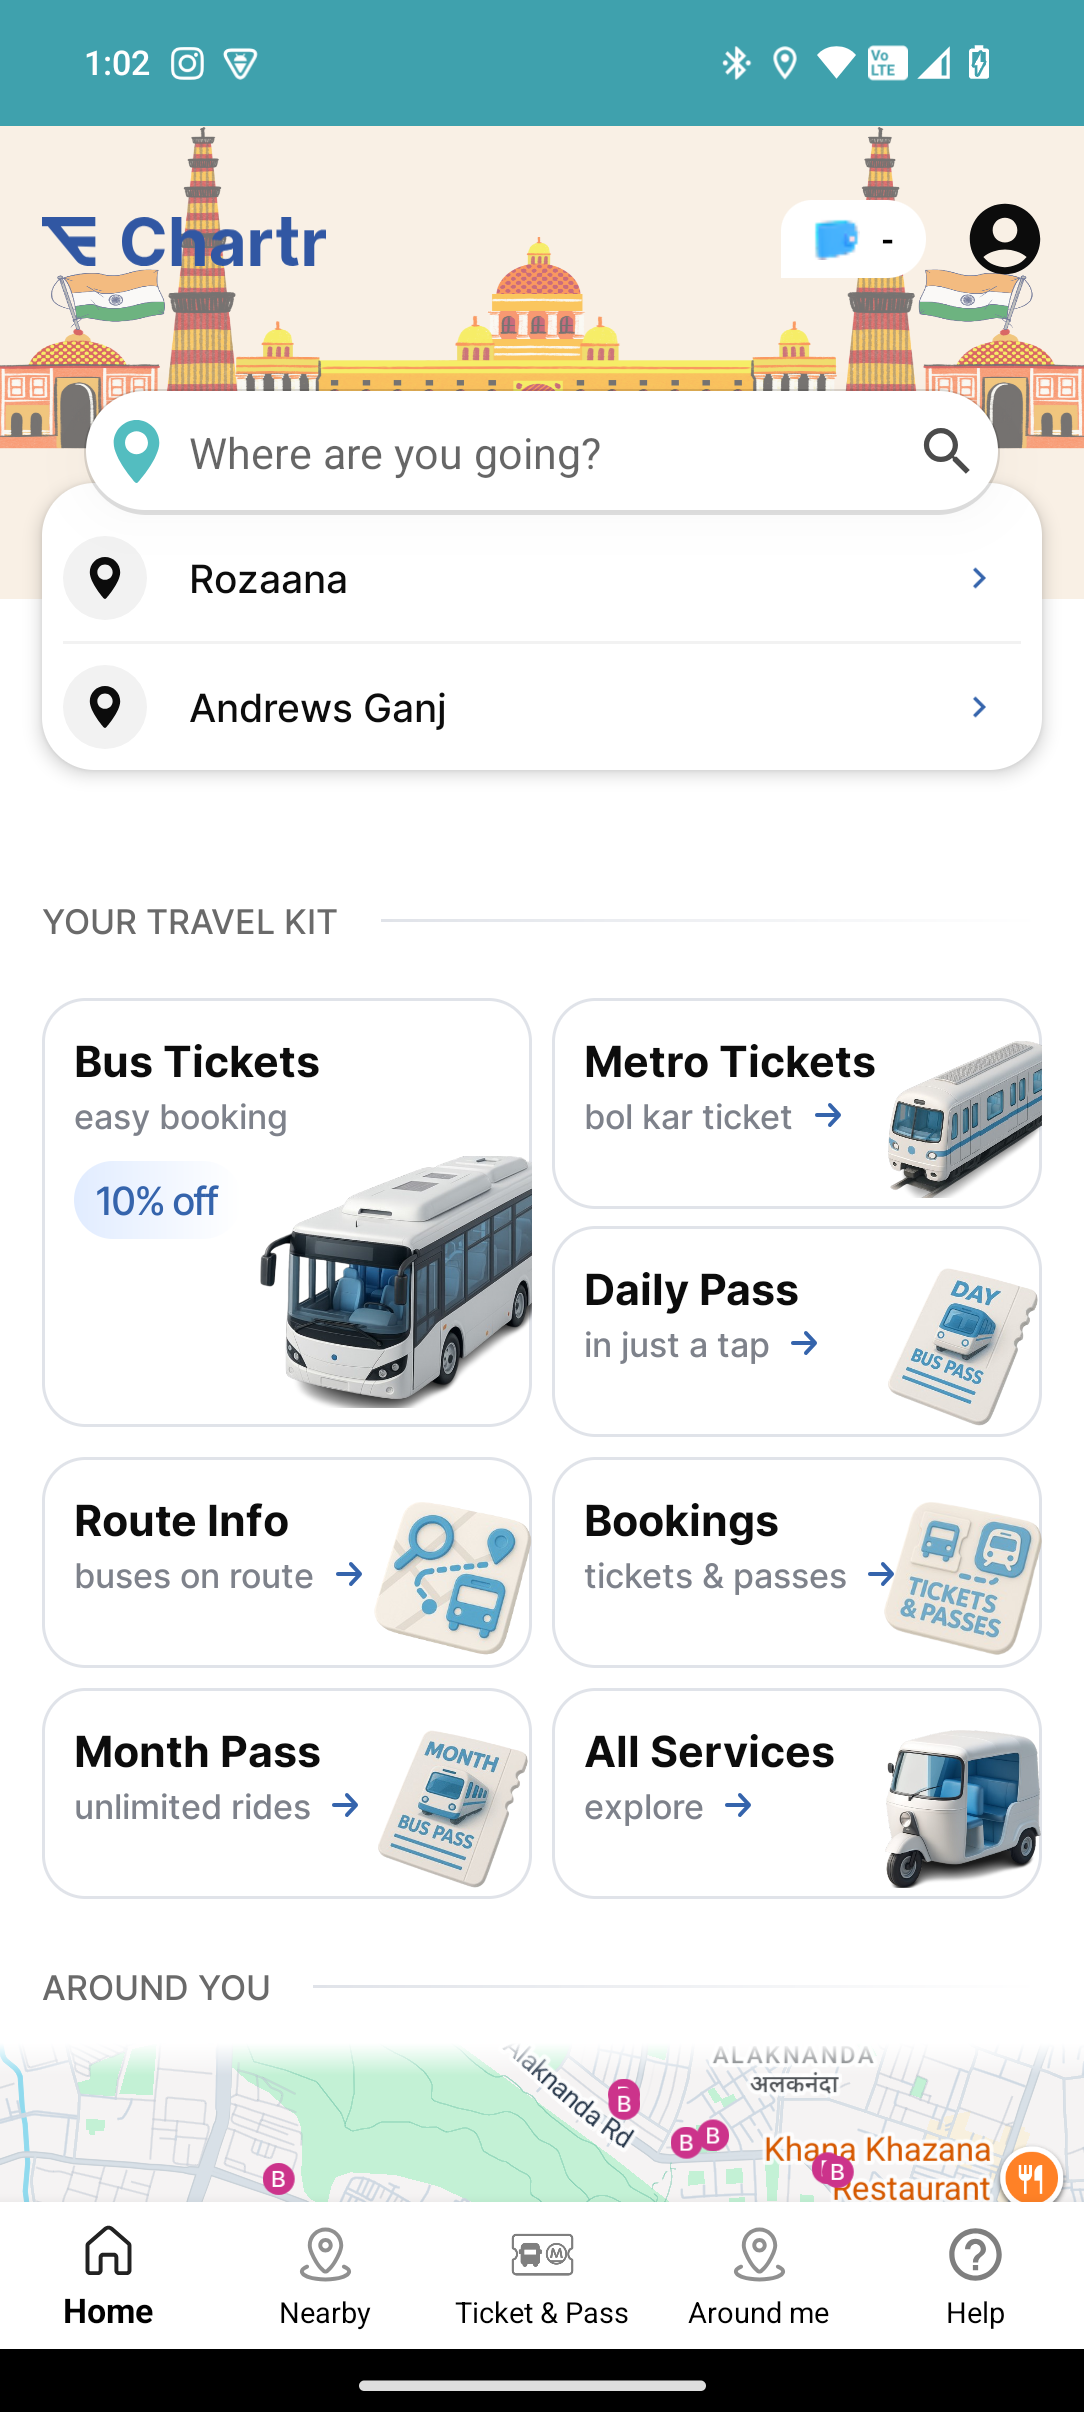 1:02
Vo
LTE
Chartr
-
Where are you going?
Rozaana
Andrews Ganj
YOUR TRAVEL KIT
Bus Tickets
easy booking
10% off
Metro Tickets
bol kar ticket
Daily Pass
in just a tap
DAY
BUS PASS
Route Info
buses on route
Bookings
tickets & passes
TICKETS
& PASSES
Month Pass
unlimited rides
MONTH
BUS PASS
All Services
explore
AROUND YOU
Alaknanda Rd
ALAKNANDA
अलकनंदा
B
B
B
Khana Khazana
B
Restaurant
B
Home
Nearby
M
Ticket & Pass
Around me
Help